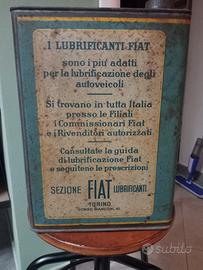 I LUBRIFICANTI FIAT
sono i piu' adatti
per la lubrificazione degli
autoveicoli
Si trovano in tutta Italia
presso le Filiali
i Commissionari Fiat
e i Rivenditori autorizzati
Consultate la guida
di lubrificazione Fiat
e seguitene le prescrizioni
SEZIONE FIAT LUBRIFICANTI
TORINO
subito